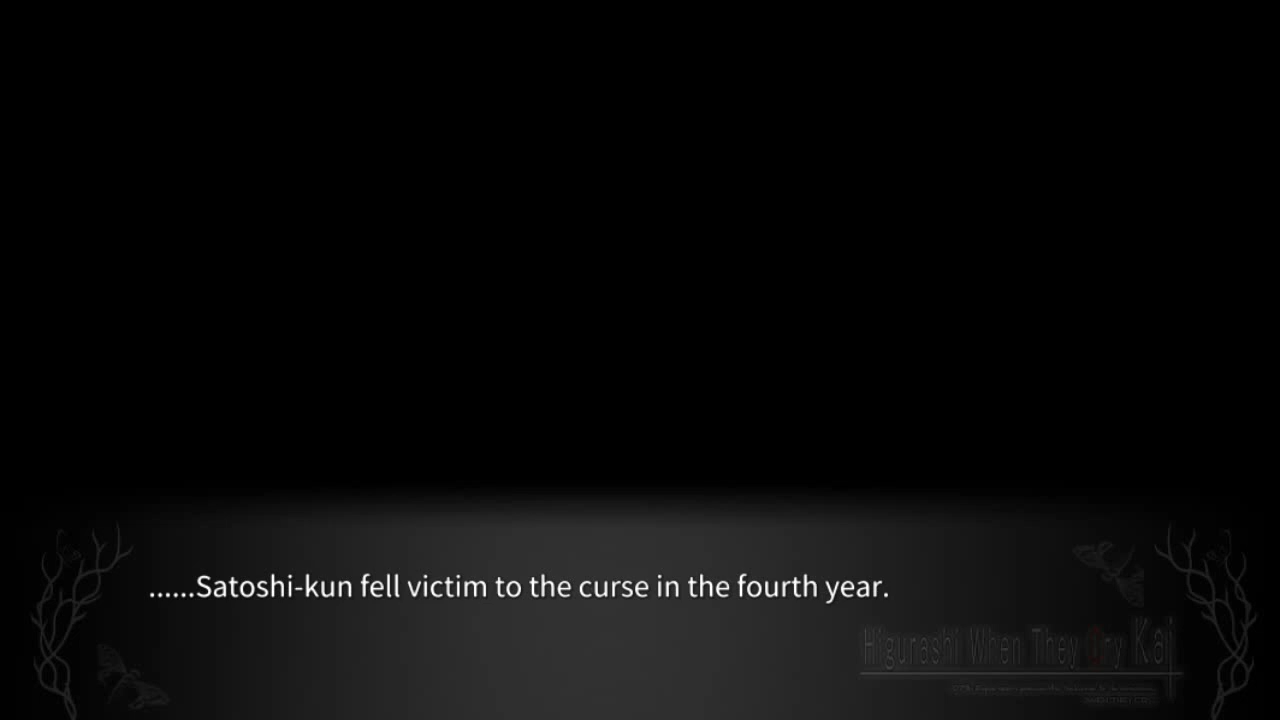 ......Satoshi-kun fell victim to the curse in the fourth year.
Higurashi When They Cry Kai